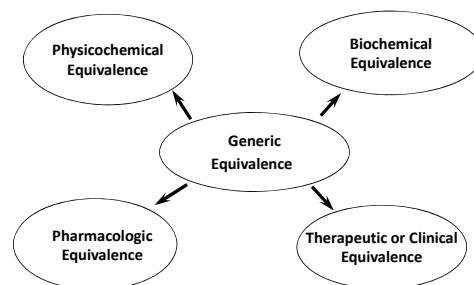 Physicochemical
Equivalence
Biochemical
Equivalence
Generic
Equivalence
Pharmacologic
Equivalence
Therapeutic or Clinical
Equivalence